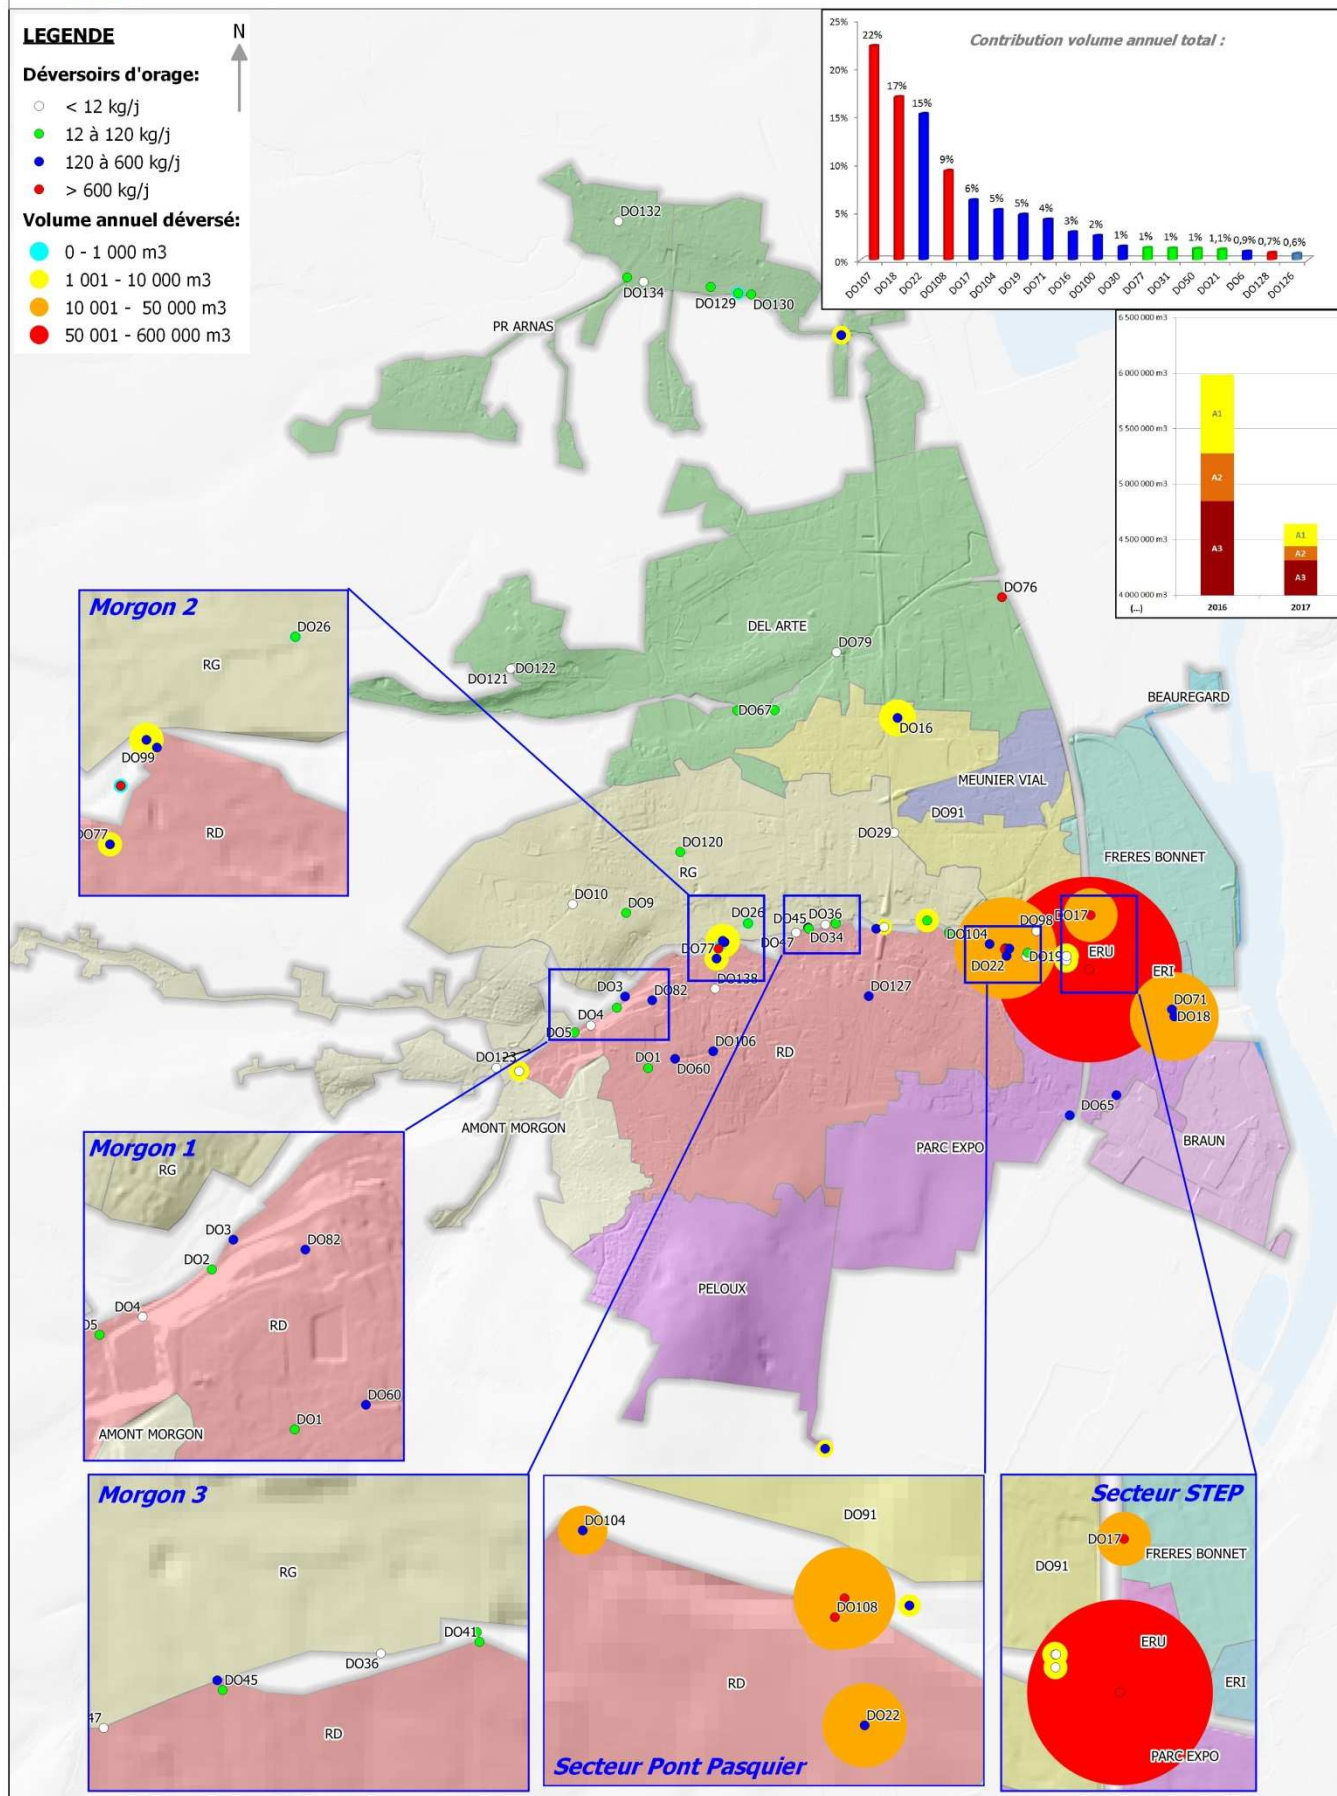 LEGENDE
N
Déversoirs d'orage:
< 12 kg/j
12 à 120 kg/j
120 à 600 kg/j
> 600 kg/j
Volume annuel déversé:
0 - 1 000 m3
1 001 - 10 000 m3
10 001 - 50 000 m3
50 001 - 600 000 m3
Contribution volume annuel total :
25%
20%
15%
10%
5%
0%
22%
17%
15%
9%
6%
5%
5%
4%
3%
2%
1%
1%
1%
1%
1,1%
0,9%
0,7%
0,6%
DO107
DO18
DO22
DO108
DO17
DO104
DO19
DO71
DO16
DO100
DO30
DO77
DO31
DO50
DO21
DO6
DO128
DO126
6 500 000 m3
6 000 000 m3
5 500 000 m3
5 000 000 m3
4 500 000 m3
4 000 000 m3
(...)
A1
A2
A3
2016
A1
A2
A3
2017
DO132
DO134
DO129
DO130
PR ARNAS
DO76
DEL ARTE
DO79
DO122
DO121
DO67
DO16
BEAUREGARD
MEUNIER VIAL
DO91
DO29
FRERES BONNET
DO120
RG
DO10
DO9
DO26
DO45
DO36
DO47
DO34
DO77
DO104
DO98
DO17
DO22
DO19
ERU
ERI
DO138
DO3
DO82
DO127
DO71
DO18
DO4
DO5
DO123
DO1
DO60
DO106
RD
DO65
AMONT MORGON
PARC EXPO
BRAUN
PELOUX
Morgon 2
DO26
RG
DO99
RD
DO77
Morgon 1
RG
DO3
DO82
DO2
DO4
D5
RD
DO60
DO1
AMONT MORGON
Morgon 3
RG
DO41
DO36
DO45
47
RD
DO104
DO91
DO108
RD
DO22
Secteur Pont Pasquier
Secteur STEP
DO17
FRERES BONNET
DO91
ERU
ERI
PARC EXPO